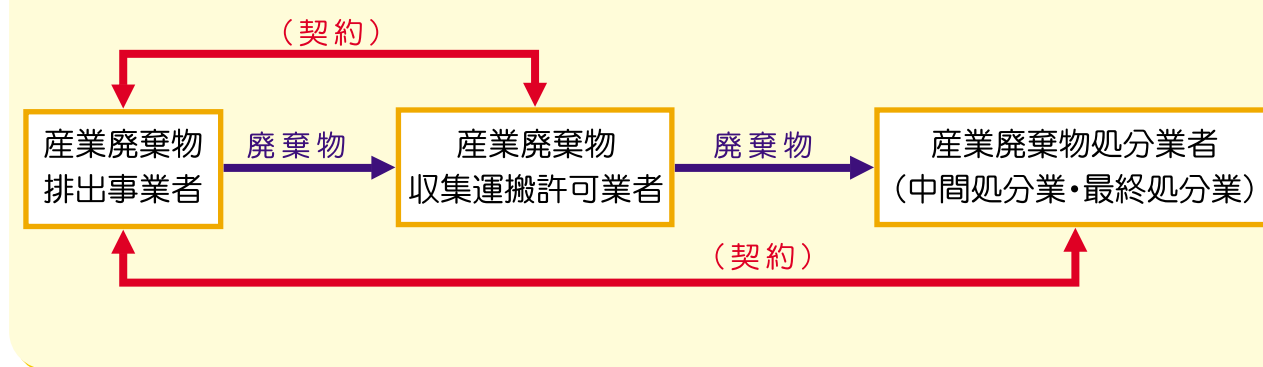 （契約）
産業廃棄物
排出事業者
廃棄物
産業廃棄物
収集運搬許可業者
廃棄物
産業廃棄物処分業者
（中間処分業・最終処分業）
（契約）